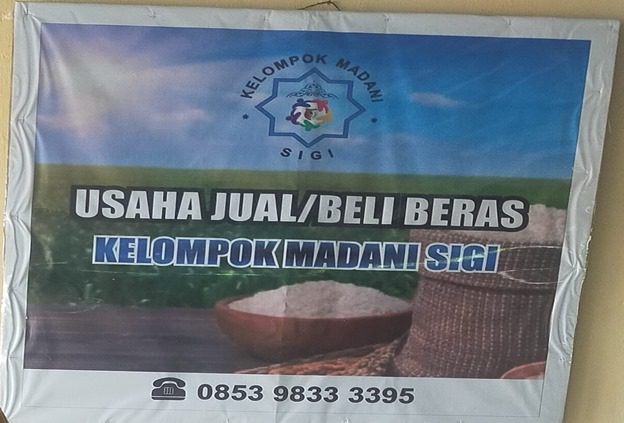 KELOMPOK MADANI
SIGI
USAHA JUAL/BELI BERAS
KELOMPOK MADANI SIGI
0853 9833 3395